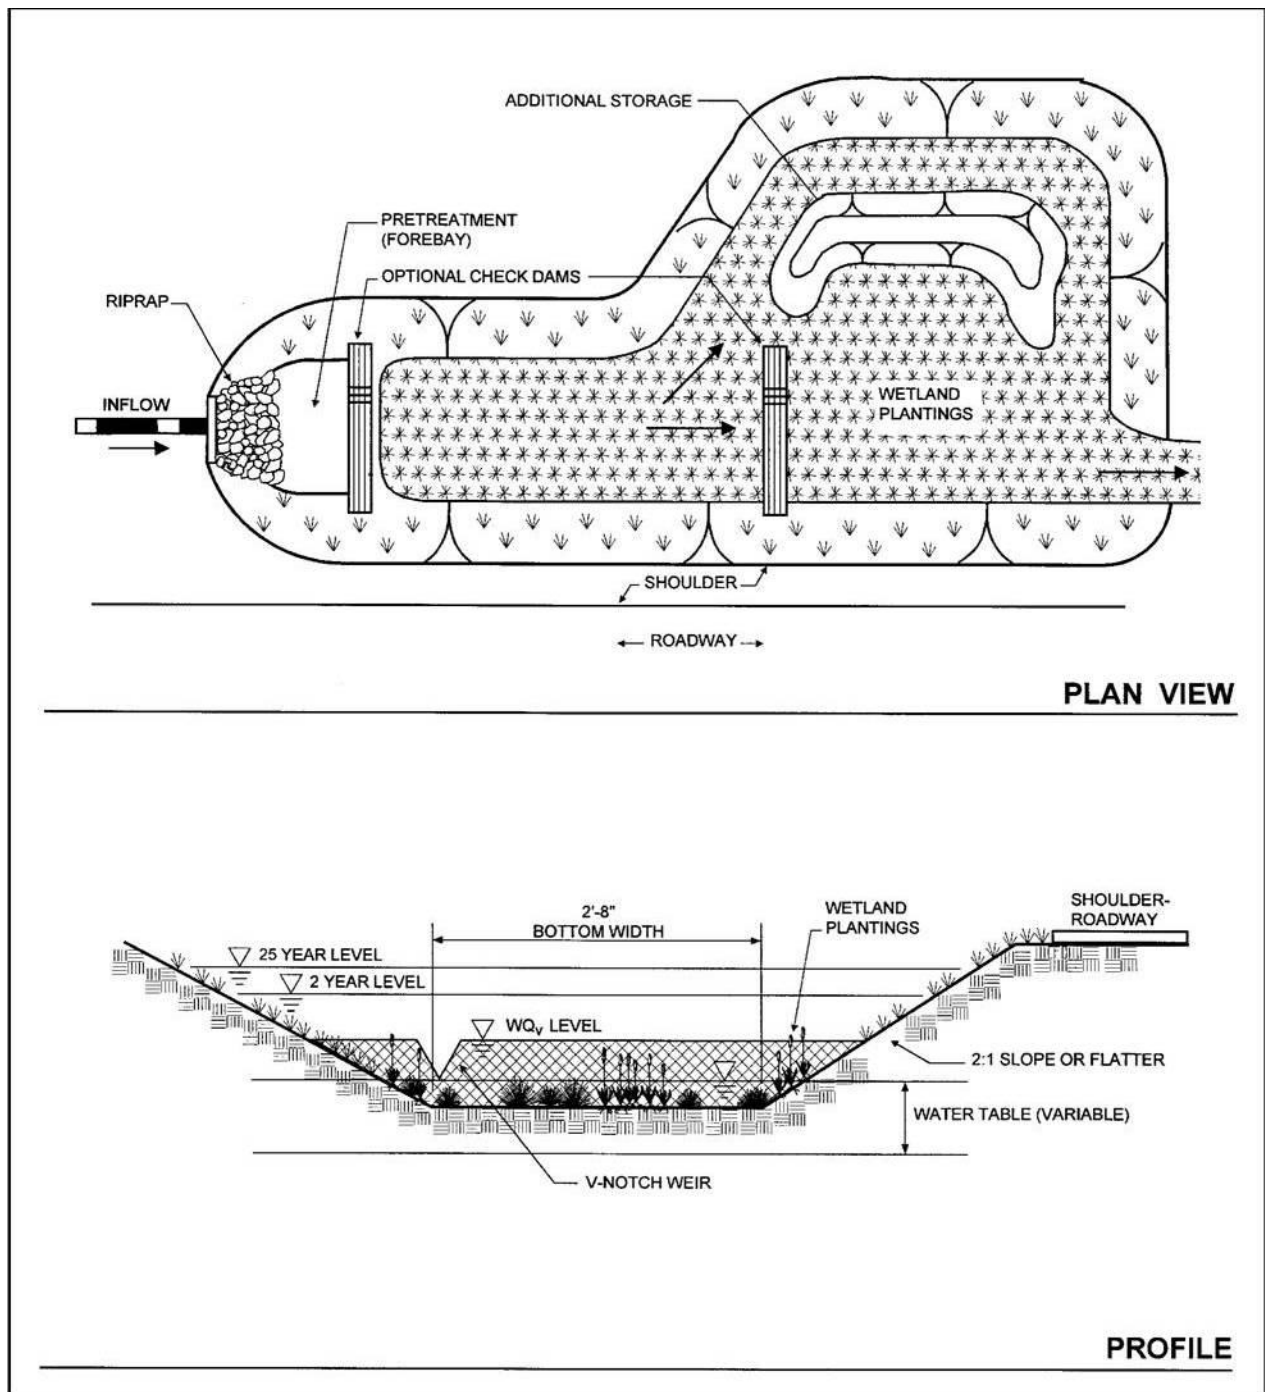 ADDITIONAL STORAGE
PRETREATMENT
(FOREBAY)
OPTIONAL CHECK DAMS
RIPRAP
INFLOW
WETLAND
PLANTINGS
SHOULDER
ROADWAY
PLAN VIEW
2'-8"
BOTTOM WIDTH
WETLAND
PLANTINGS
SHOULDER-
ROADWAY
25 YEAR LEVEL
2 YEAR LEVEL
WQv LEVEL
2:1 SLOPE OR FLATTER
WATER TABLE (VARIABLE)
V-NOTCH WEIR
PROFILE